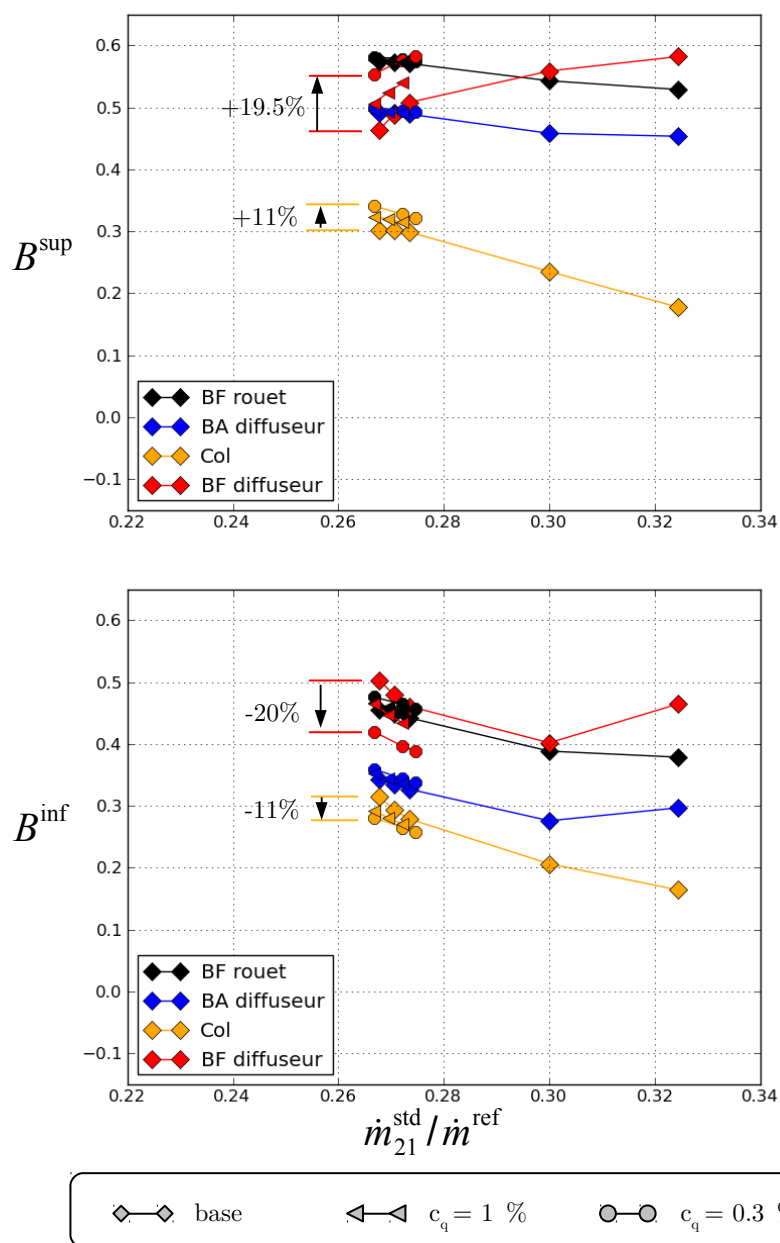 0.6
0.5
+19.5%
0.4
+11%
0.3
B^sup
0.2
0.1
BF rouet
0.0
BA diffuseur
Col
−0.1
BF diffuseur
0.22 0.24 0.26 0.28 0.30 0.32 0.34
0.6
0.5
-20%
0.4
0.3
-11%
B^inf
0.2
0.1
BF rouet
0.0
BA diffuseur
Col
−0.1
BF diffuseur
0.22 0.24 0.26 0.28 0.30 0.32 0.34
ṁ_21^std / ṁ^ref
base c_q = 1 % c_q = 0.3